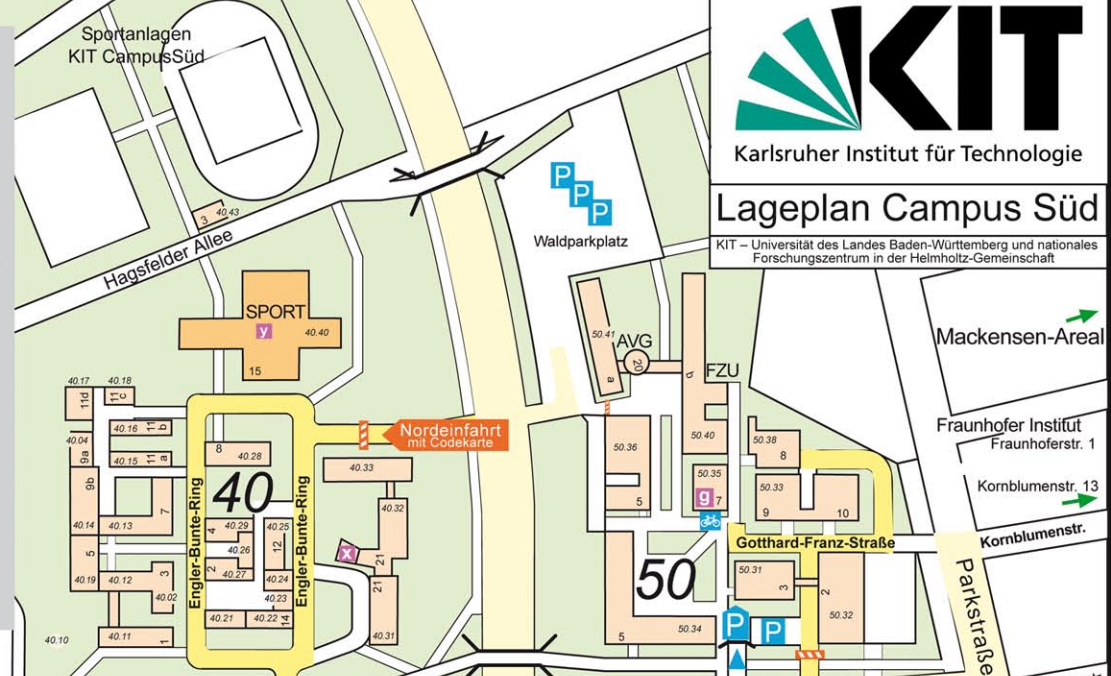 Sportanlagen
KIT CampusSüd
KIT
Karlsruher Institut für Technologie
Lageplan Campus Süd
KIT – Universität des Landes Baden-Württemberg und nationales
Forschungszentrum in der Helmholtz-Gemeinschaft
P
P
P
Waldparkplatz
3 40.43
Hagsfelder Allee
SPORT
y
40.40
15
50.41
a
AVG
20
b
FZU
50.40
Mackensen-Areal
Fraunhofer Institut
Fraunhoferstr. 1
Kornblumenstr. 13
Kornblumenstr.
Parkstraße
40.17
40.18
11d
11 c
40.16
11 b
40.04
9a
40.15
11 a
9b
7
40.14
40.13
5
40.19
40.12
3
40.02
40.10
40.11
1
Engler-Bunte-Ring
Engler-Bunte-Ring
8
40.28
40
4
40.29
40.25
40.26
12
2
40.27
40.24
40.23
40.21
40.22
14
Nordeinfahrt
mit Codekarte
40.33
40.32
x
21
21
40.31
50.36
5
50.35
g
7
50.38
8
50.33
9
10
Gotthard-Franz-Straße
50
50.31
3
2
50.32
50.34
5
P
P